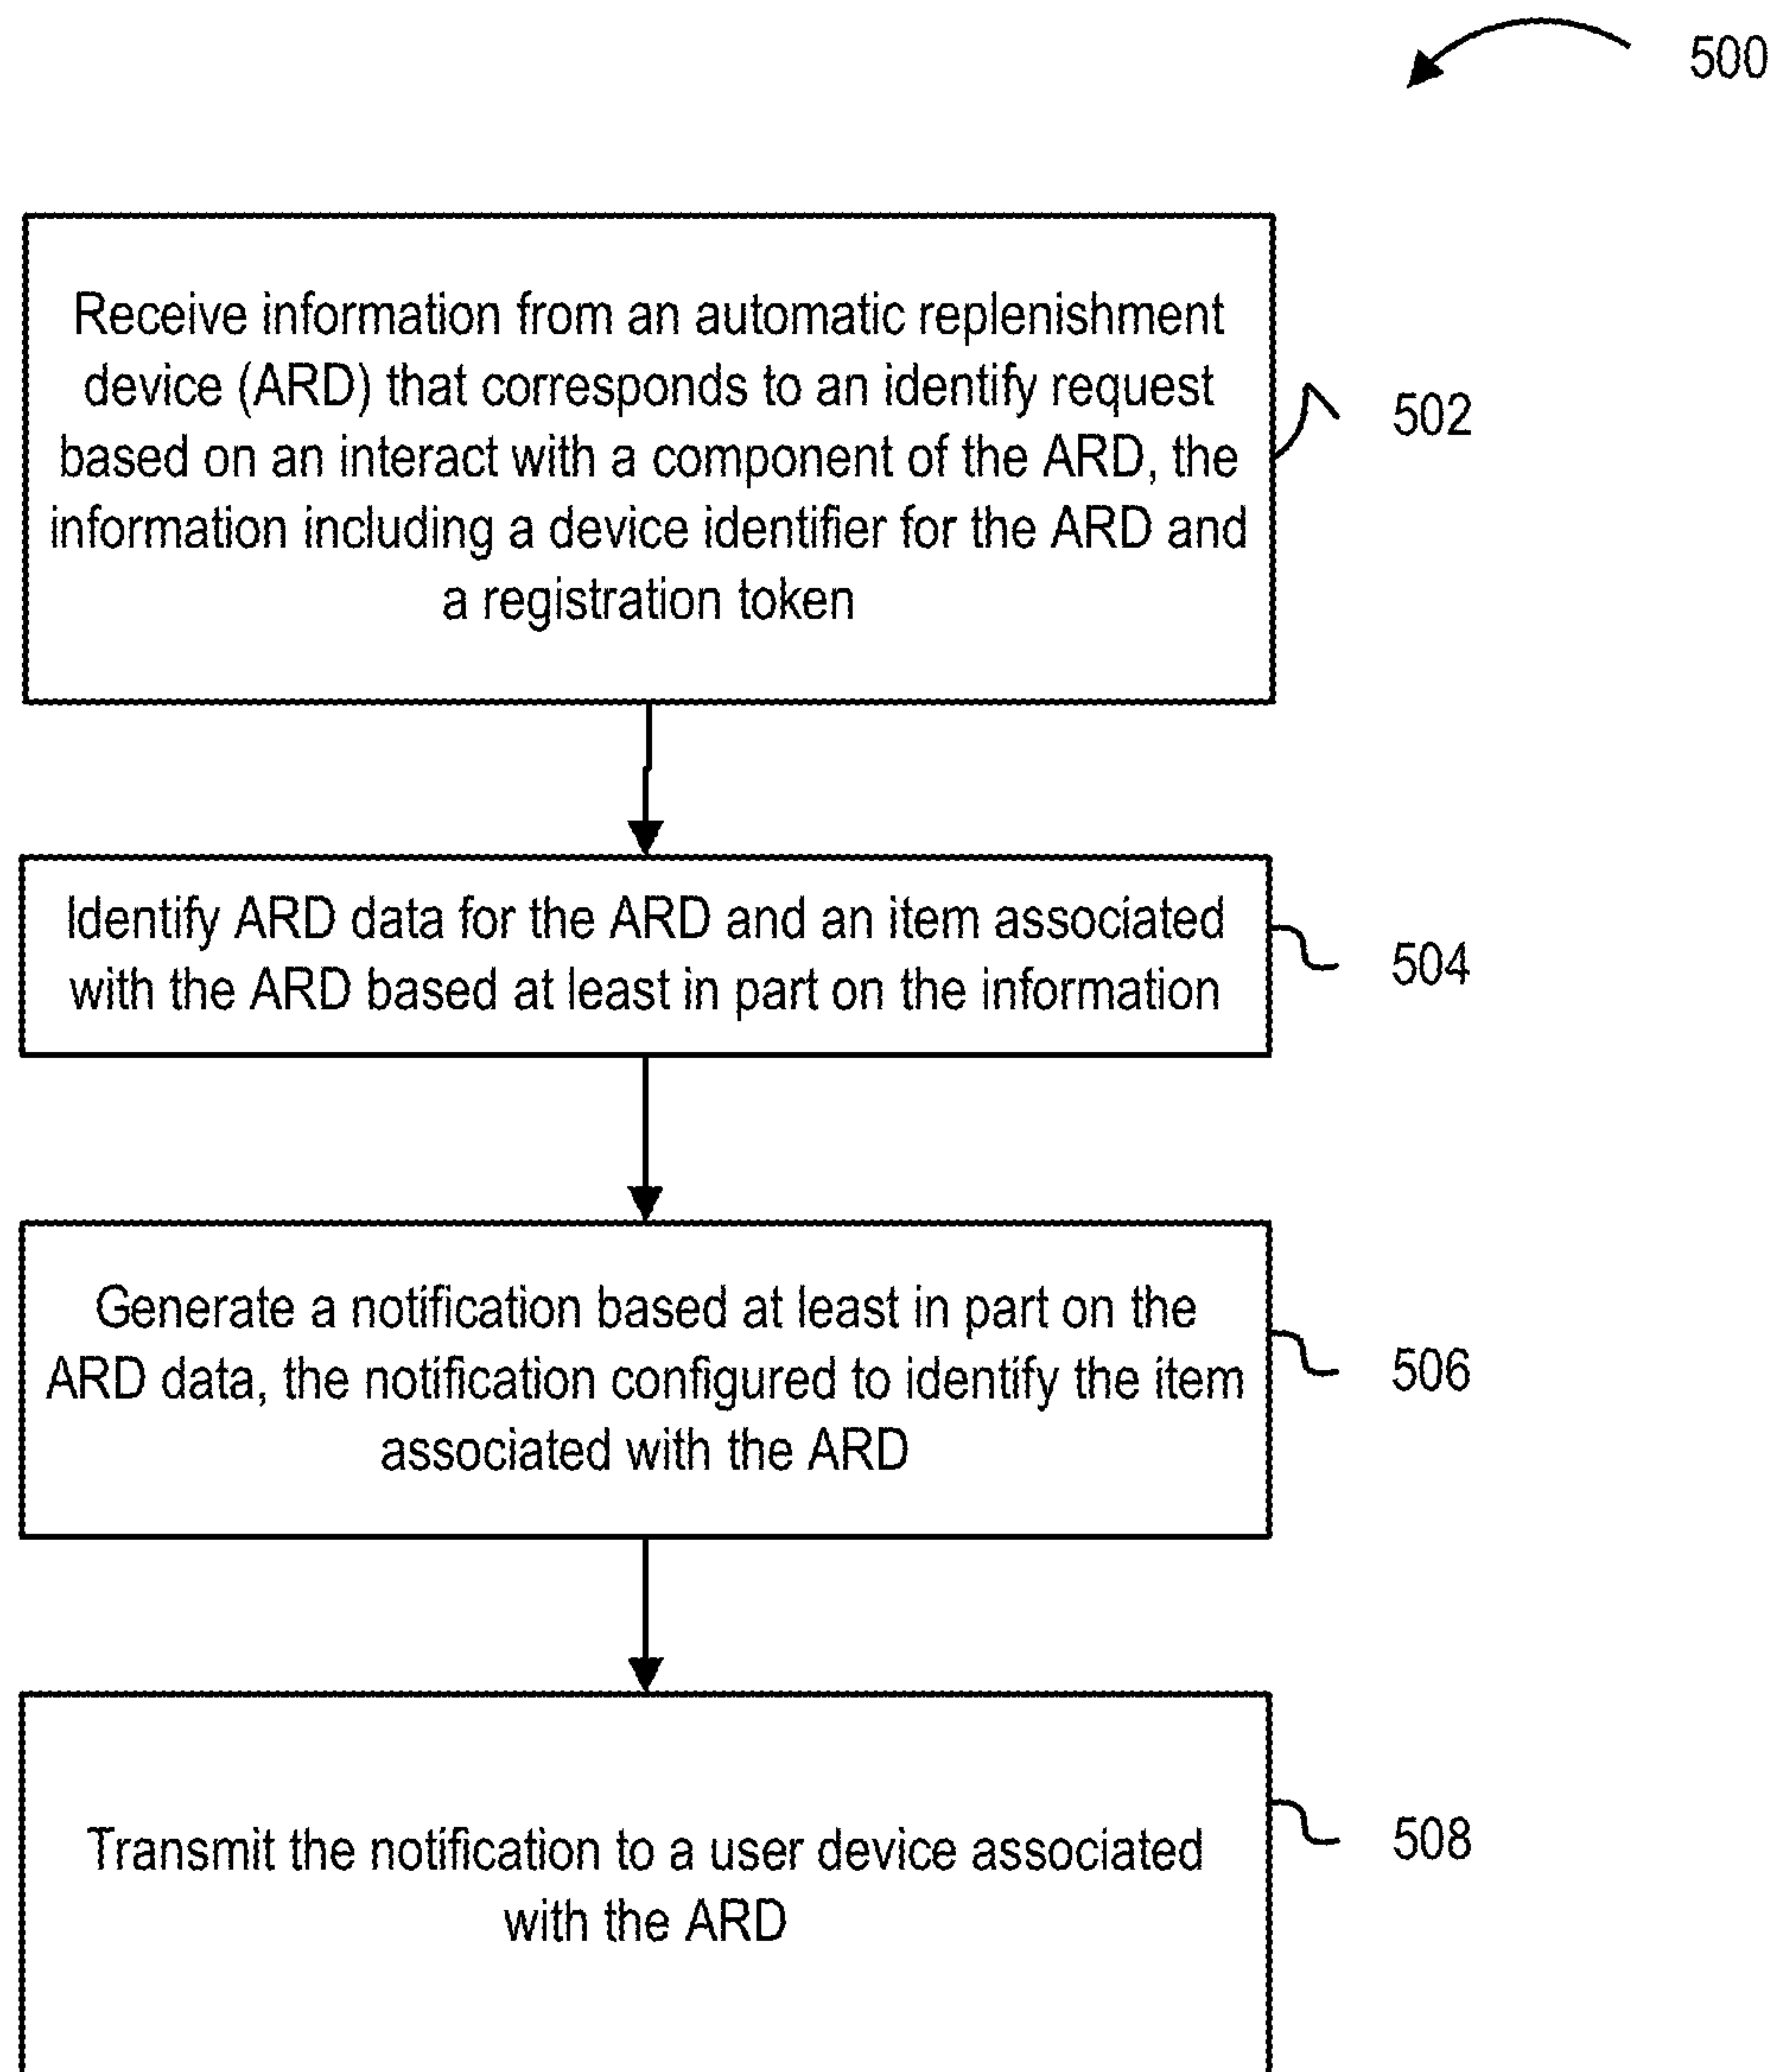 500
Receive information from an automatic replenishment
device (ARD) that corresponds to an identify request
based on an interact with a component of the ARD, the
information including a device identifier for the ARD and
a registration token
502
Identify ARD data for the ARD and an item associated
with the ARD based at least in part on the information
504
Generate a notification based at least in part on the
ARD data, the notification configured to identify the item
associated with the ARD
506
Transmit the notification to a user device associated
with the ARD
508